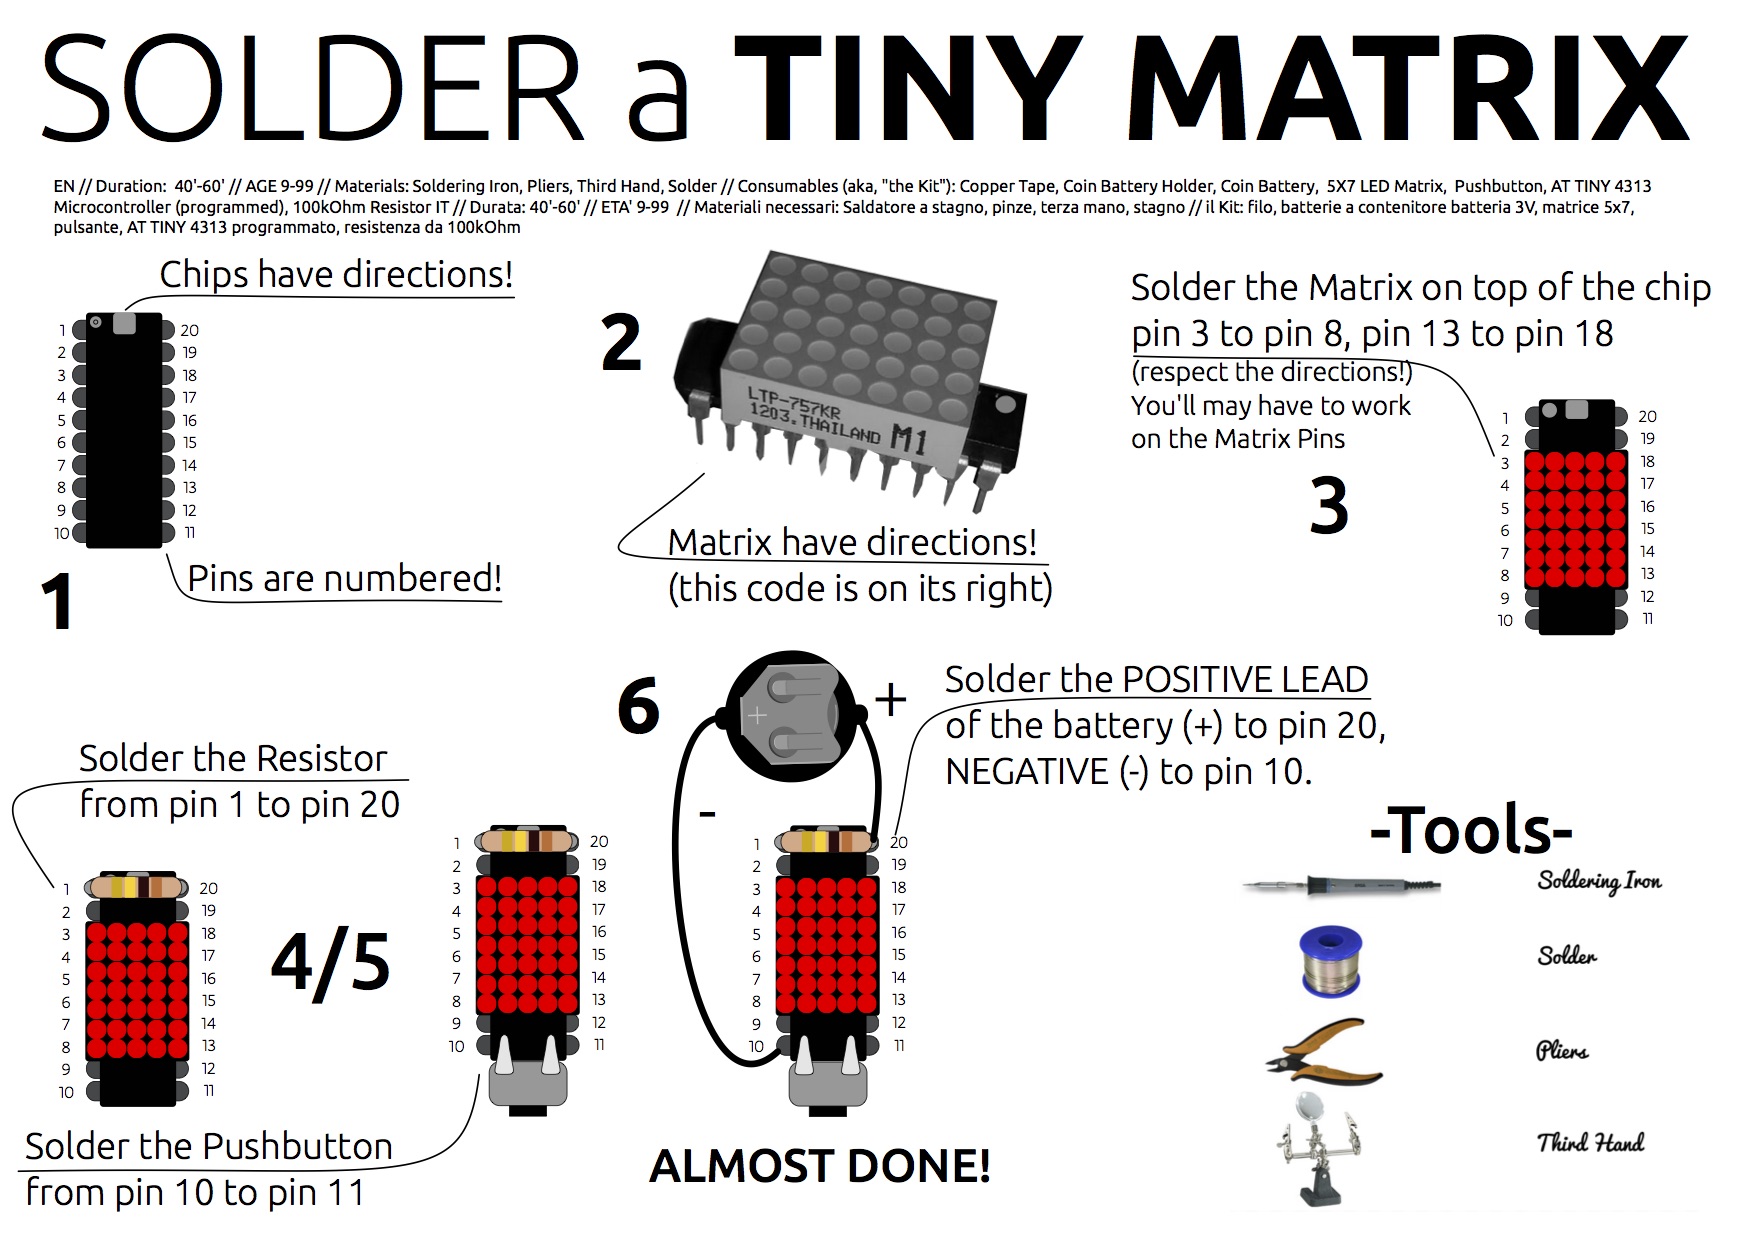 SOLDER a TINY MATRIX
EN // Duration:  40'-60' // AGE 9-99 // Materials: Soldering Iron, Pliers, Third Hand, Solder // Consumables (aka, "the Kit"): Copper Tape, Coin Battery Holder, Coin Battery,  5X7 LED Matrix,  Pushbutton, AT TINY 4313
Microcontroller (programmed), 100kOhm Resistor IT // Durata: 40'-60' // ETA' 9-99  // Materiali necessari: Saldatore a stagno, pinze, terza mano, stagno // il Kit: filo, batterie a contenitore batteria 3V, matrice 5x7,
pulsante, AT TINY 4313 programmato, resistenza da 100kOhm
Chips have directions!
1 20
2 19
3 18
4 17
5 16
6 15
7 14
8 13
9 12
10 11
Pins are numbered!
1
2
LTP-757KR
1203.THAILAND M1
Matrix have directions!
(this code is on its right)
Solder the Matrix on top of the chip
pin 3 to pin 8, pin 13 to pin 18
(respect the directions!)
You'll may have to work
on the Matrix Pins
3
1 20
2 19
3 18
4 17
5 16
6 15
7 14
8 13
9 12
10 11
Solder the Resistor
from pin 1 to pin 20
1 20
2 19
3 18
4 17
5 16
6 15
7 14
8 13
9 12
10 11
4/5
1 20
2 19
3 18
4 17
5 16
6 15
7 14
8 13
9 12
10 11
Solder the Pushbutton
from pin 10 to pin 11
6
+
+
-
Solder the POSITIVE LEAD
of the battery (+) to pin 20,
NEGATIVE (-) to pin 10.
1 20
2 19
3 18
4 17
5 16
6 15
7 14
8 13
9 12
10 11
ALMOST DONE!
-Tools-
Soldering Iron
Solder
Pliers
Third Hand